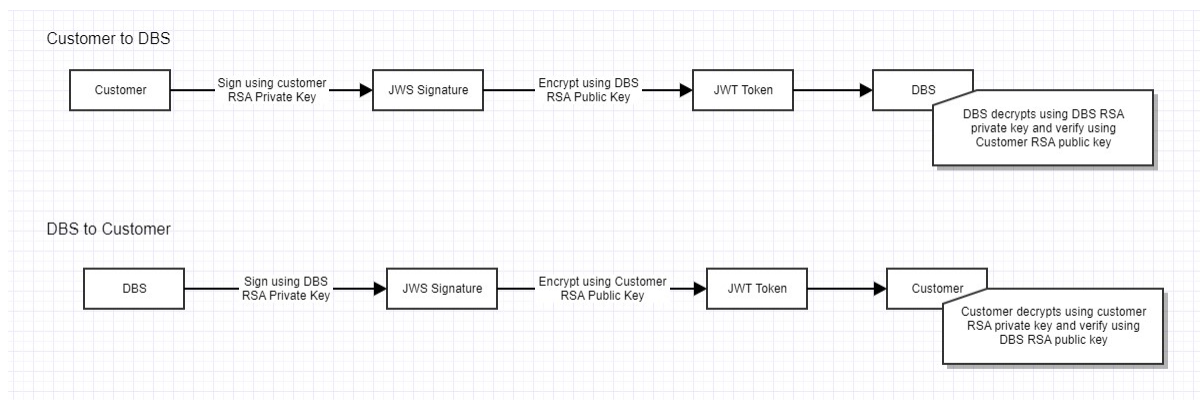 Customer to DBS
Customer
Sign using customer
RSA Private Key
JWS Signature
Encrypt using DBS
RSA Public Key
JWT Token
DBS
DBS decrypts using DBS RSA
private key and verify using
Customer RSA public key
DBS to Customer
DBS
Sign using DBS
RSA Private Key
JWS Signature
Encrypt using Customer
RSA Public Key
JWT Token
Customer
Customer decrypts using customer
RSA private key and verify using
DBS RSA public key